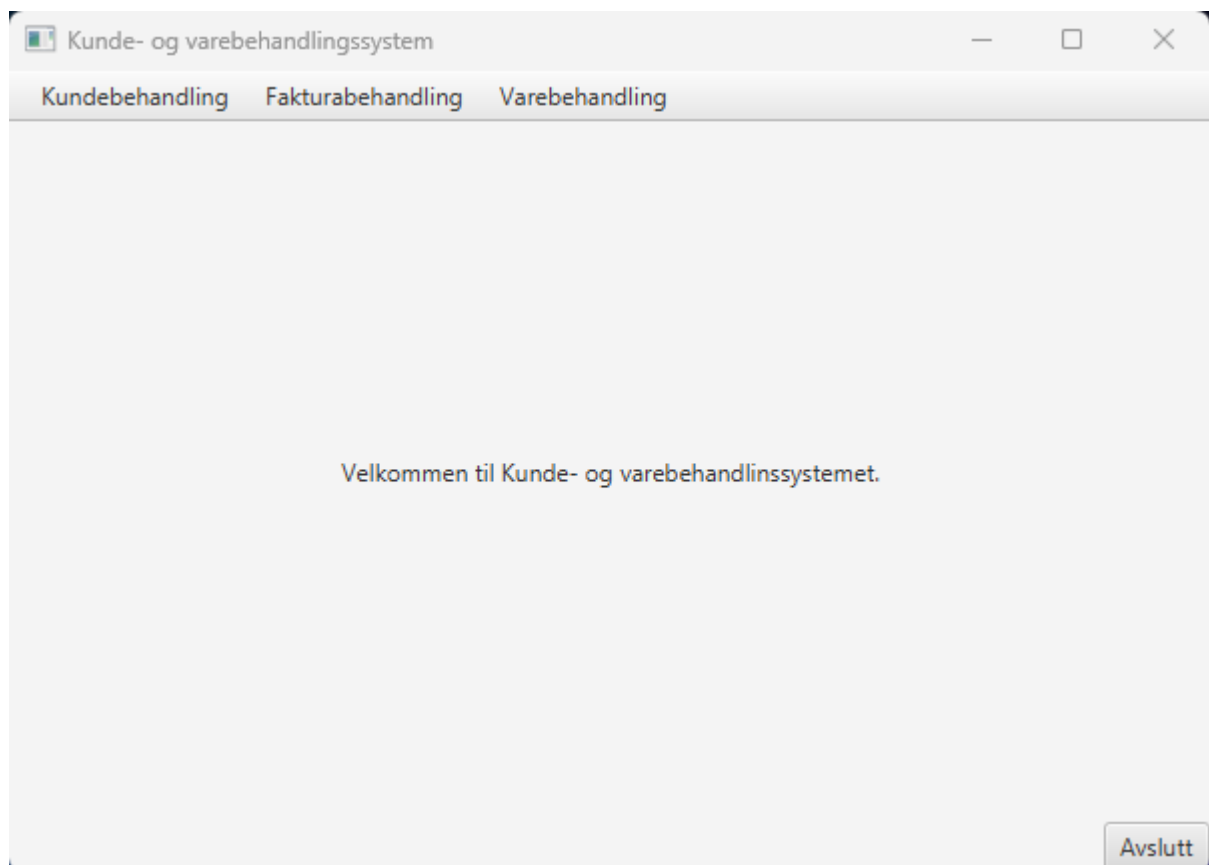 Kunde- og varebehandlingssystem
Kundebehandling Fakturabehandling Varebehandling
Velkommen til Kunde- og varebehandlinssystemet.
Avslutt